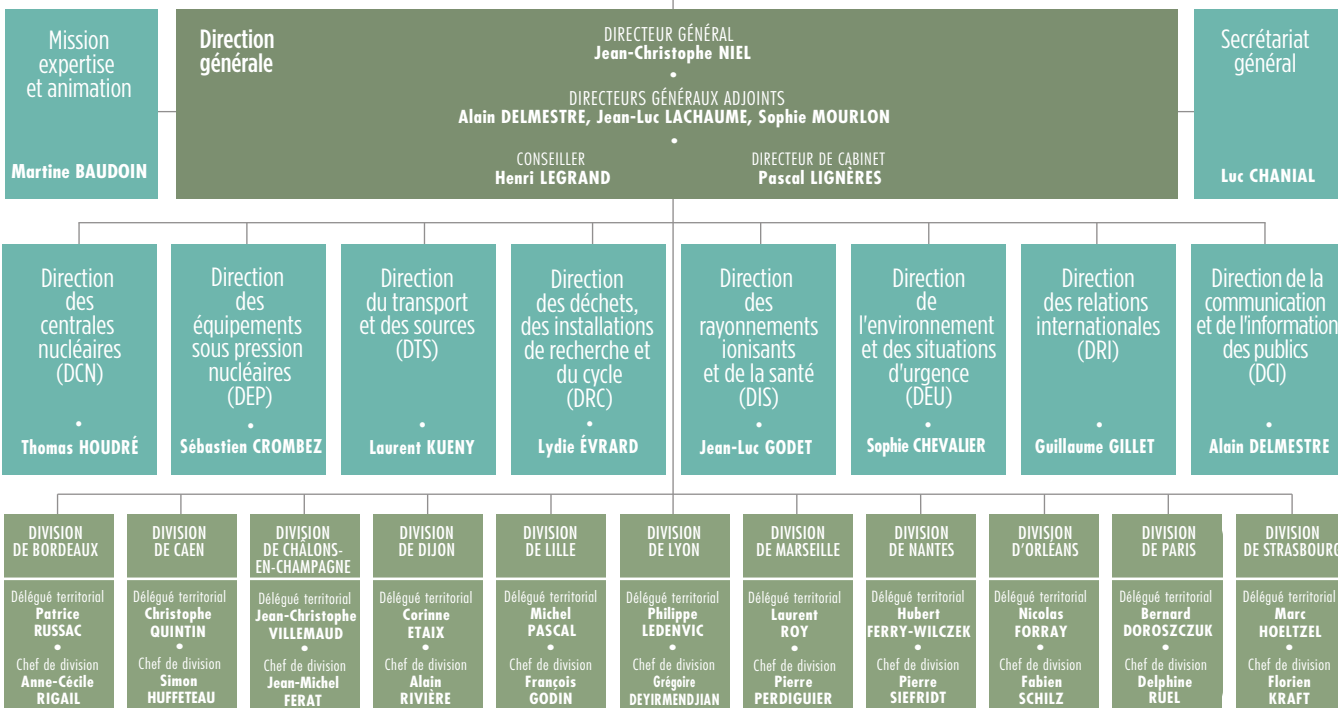 Mission
expertise
et animation
Martine BAUDOIN
Direction
générale
DIRECTEUR GÉNÉRAL
Jean-Christophe NIEL
•
DIRECTEURS GÉNÉRAUX ADJOINTS
Alain DELMESTRE, Jean-Luc LACHAUME, Sophie MOURLON
•
CONSEILLER
Henri LEGRAND
DIRECTEUR DE CABINET
Pascal LIGNÈRES
Secrétariat
général
Luc CHANIAL
Direction
des
centrales
nucléaires
(DCN)
•
Thomas HOUDRÉ
Direction
des
équipements
sous pression
nucléaires
(DEP)
•
Sébastien CROMBEZ
Direction
du transport
et des sources
(DTS)
•
Laurent KUENY
Direction
des déchets,
des installations
de recherche et
du cycle
(DRC)
•
Lydie ÉVRARD
Direction
des
rayonnements
ionisants
et de la santé
(DIS)
•
Jean-Luc GODET
Direction
de
l'environnement
et des situations
d'urgence
(DEU)
•
Sophie CHEVALIER
Direction
des relations
internationales
(DRI)
•
Guillaume GILLET
Direction de la
communication
et de l'information
des publics
(DCI)
•
Alain DELMESTRE
DIVISION
DE BORDEAUX
Délégué territorial
Patrice
RUSSAC
•
Chef de division
Anne-Cécile
RIGAIL
DIVISION
DE CAEN
Délégué territorial
Christophe
QUINTIN
•
Chef de division
Simon
HUFFETEAU
DIVISION
DE CHÂLONS-
EN-CHAMPAGNE
Délégué territorial
Jean-Christophe
VILLEMAUD
•
Chef de division
Jean-Michel
FERAT
DIVISION
DE DIJON
Délégué territorial
Corinne
ETAIX
•
Chef de division
Alain
RIVIÈRE
DIVISION
DE LILLE
Délégué territorial
Michel
PASCAL
•
Chef de division
François
GODIN
DIVISION
DE LYON
Délégué territorial
Philippe
LEDENVIC
•
Chef de division
Grégoire
DEYIRMENDJIAN
DIVISION
DE MARSEILLE
Délégué territorial
Laurent
ROY
•
Chef de division
Pierre
PERDIGUIER
DIVISION
DE NANTES
Délégué territorial
Hubert
FERRY-WILCZEK
•
Chef de division
Pierre
SIEFRIDT
DIVISION
D'ORLÉANS
Délégué territorial
Nicolas
FORRAY
•
Chef de division
Fabien
SCHILZ
DIVISION
DE PARIS
Délégué territorial
Bernard
DOROSZCZUK
•
Chef de division
Delphine
RUEL
DIVISION
DE STRASBOURG
Délégué territorial
Marc
HOELTZEL
•
Chef de division
Florien
KRAFT